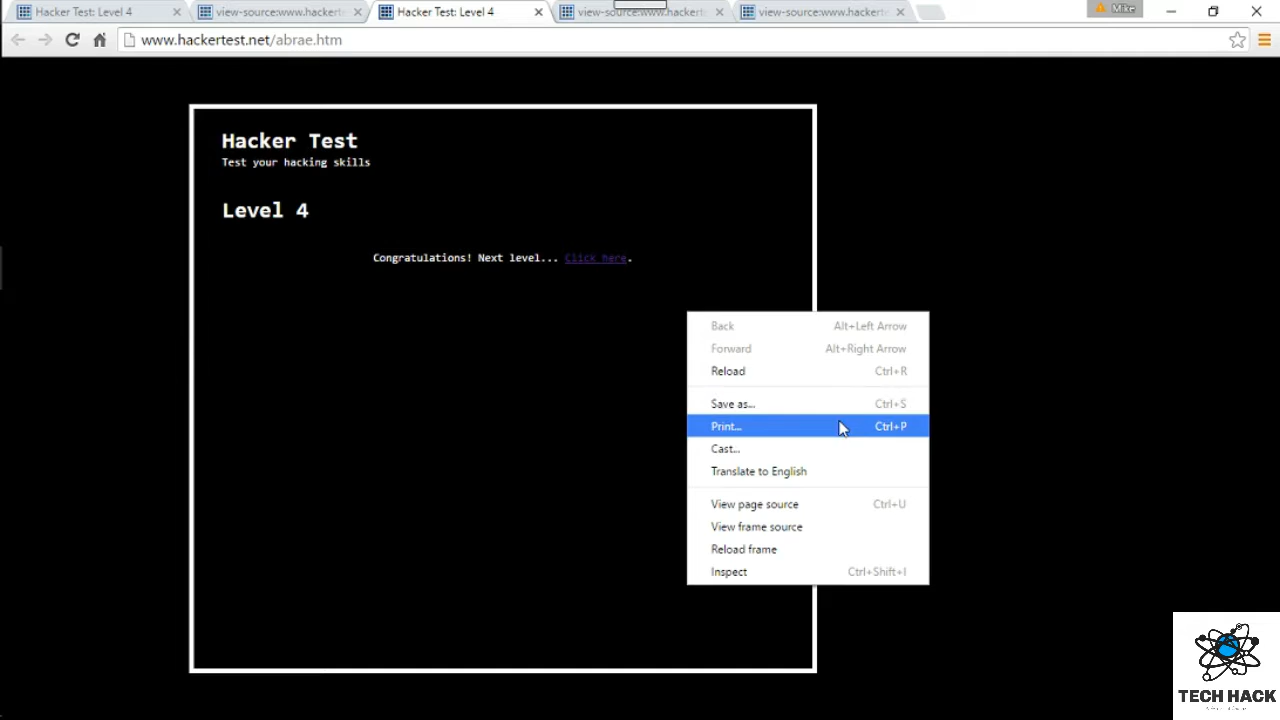 Hacker Test: Level 4
view-source:www.hackert
Hacker Test: Level 4
view-source:www.hackert
view-source:www.hackert
Mike
www.hackertest.net/abrae.htm
Hacker Test
Test your hacking skills
Level 4
Congratulations! Next level... Click here.
Back Alt+Left Arrow
Forward Alt+Right Arrow
Reload Ctrl+R
Save as... Ctrl+S
Print... Ctrl+P
Cast...
Translate to English
View page source Ctrl+U
View frame source
Reload frame
Inspect Ctrl+Shift+I
TECH HACK